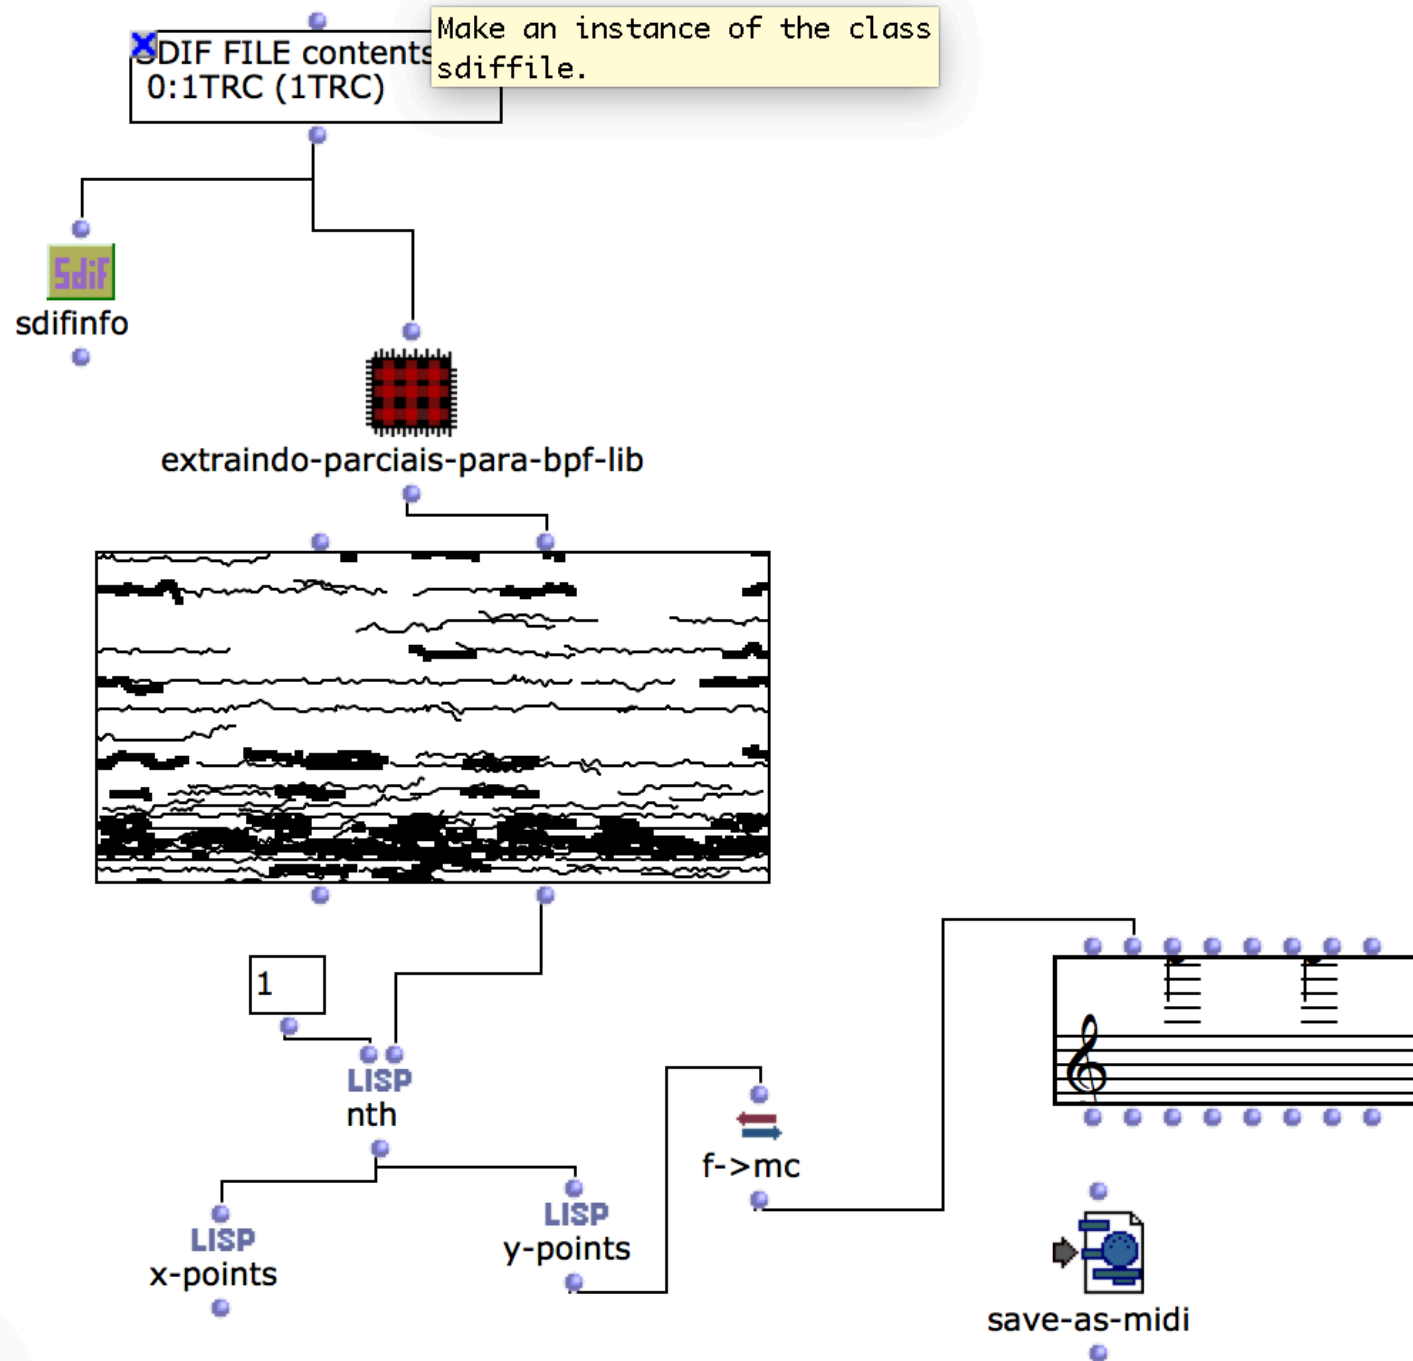 SDIF FILE contents
0:1TRC (1TRC)
Make an instance of the class
sdiffile.
Sdif
sdifinfo
extraindo-parciais-para-bpf-lib
1
LISP
nth
LISP
x-points
LISP
y-points
f->mc
save-as-midi